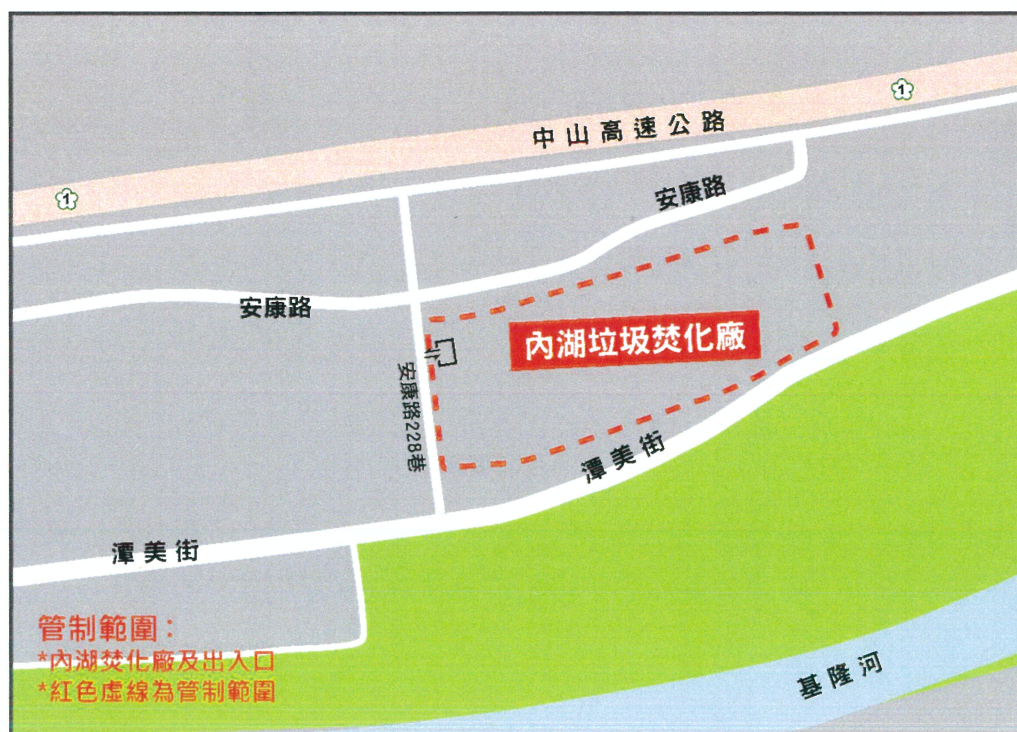 1
中山高速公路
1
安康路
安康路
內湖垃圾焚化廠
安康路228巷
潭美街
潭美街
管制範圍：
*內湖焚化廠及出入口
*紅色虛線為管制範圍
基隆河